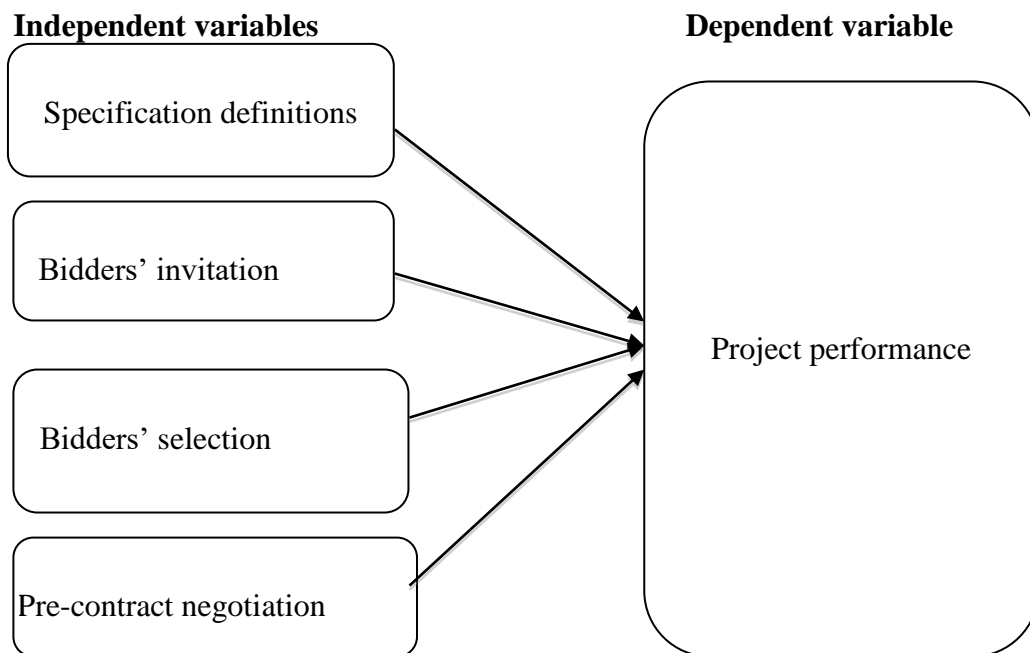 Independent variables
Dependent variable
Specification definitions
Bidders’ invitation
Project performance
Bidders’ selection
Pre-contract negotiation